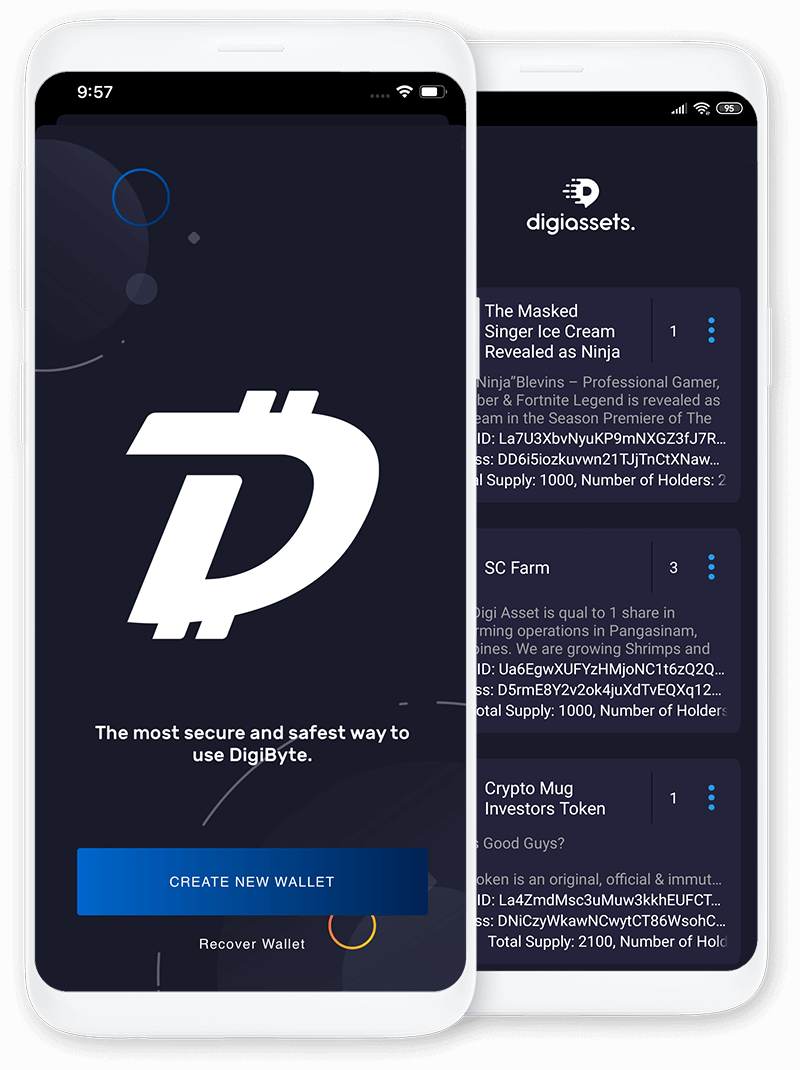 9:57
The most secure and safest way to
use DigiByte.
CREATE NEW WALLET
Recover Wallet
95
digiassets.
The Masked
Singer Ice Cream
Revealed as Ninja
1
Ninja”Blevins – Professional Gamer,
ber & Fortnite Legend is revealed as
eam in the Season Premiere of The
ID: La7U3XbvNyuKP9mNXGZ3fJ7R...
ss: DD6i5iozkuvwn21TJjTnCtXNaw...
l Supply: 1000, Number of Holders: 2
SC Farm
3
Digi Asset is qual to 1 share in
rming operations in Pangasinam,
pines. We are growing Shrimps and
ID: Ua6EgwXUFYzHMjoNC1t6zQ2Q...
ss: D5rmE8Y2v2ok4juXdTvEQXq12...
otal Supply: 1000, Number of Holders
Crypto Mug
Investors Token
1
s Good Guys?
oken is an original, official & immut...
ID: La4ZmdMsc3uMuw3kkhEUFCT...
ss: DNiCzyWkawNCwytCT86WsohC...
Total Supply: 2100, Number of Hold